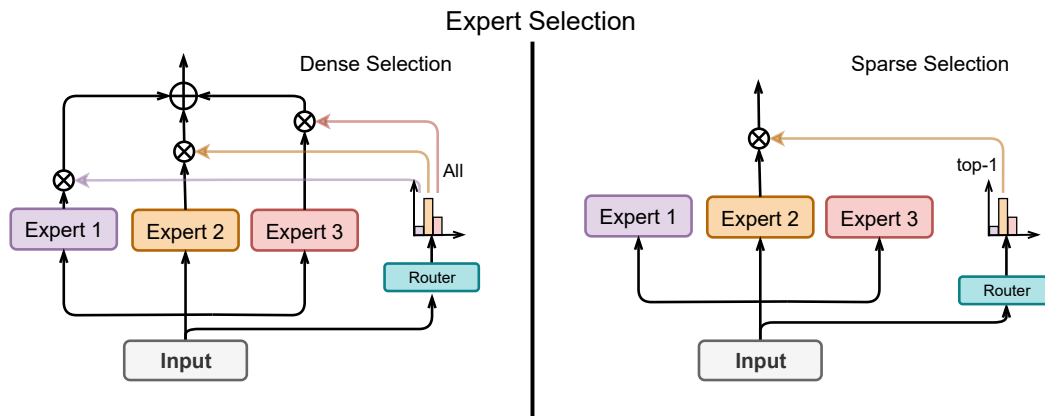 Expert Selection
Dense Selection
All
Expert 1
Expert 2
Expert 3
Router
Input
Sparse Selection
top-1
Expert 1
Expert 2
Expert 3
Router
Input